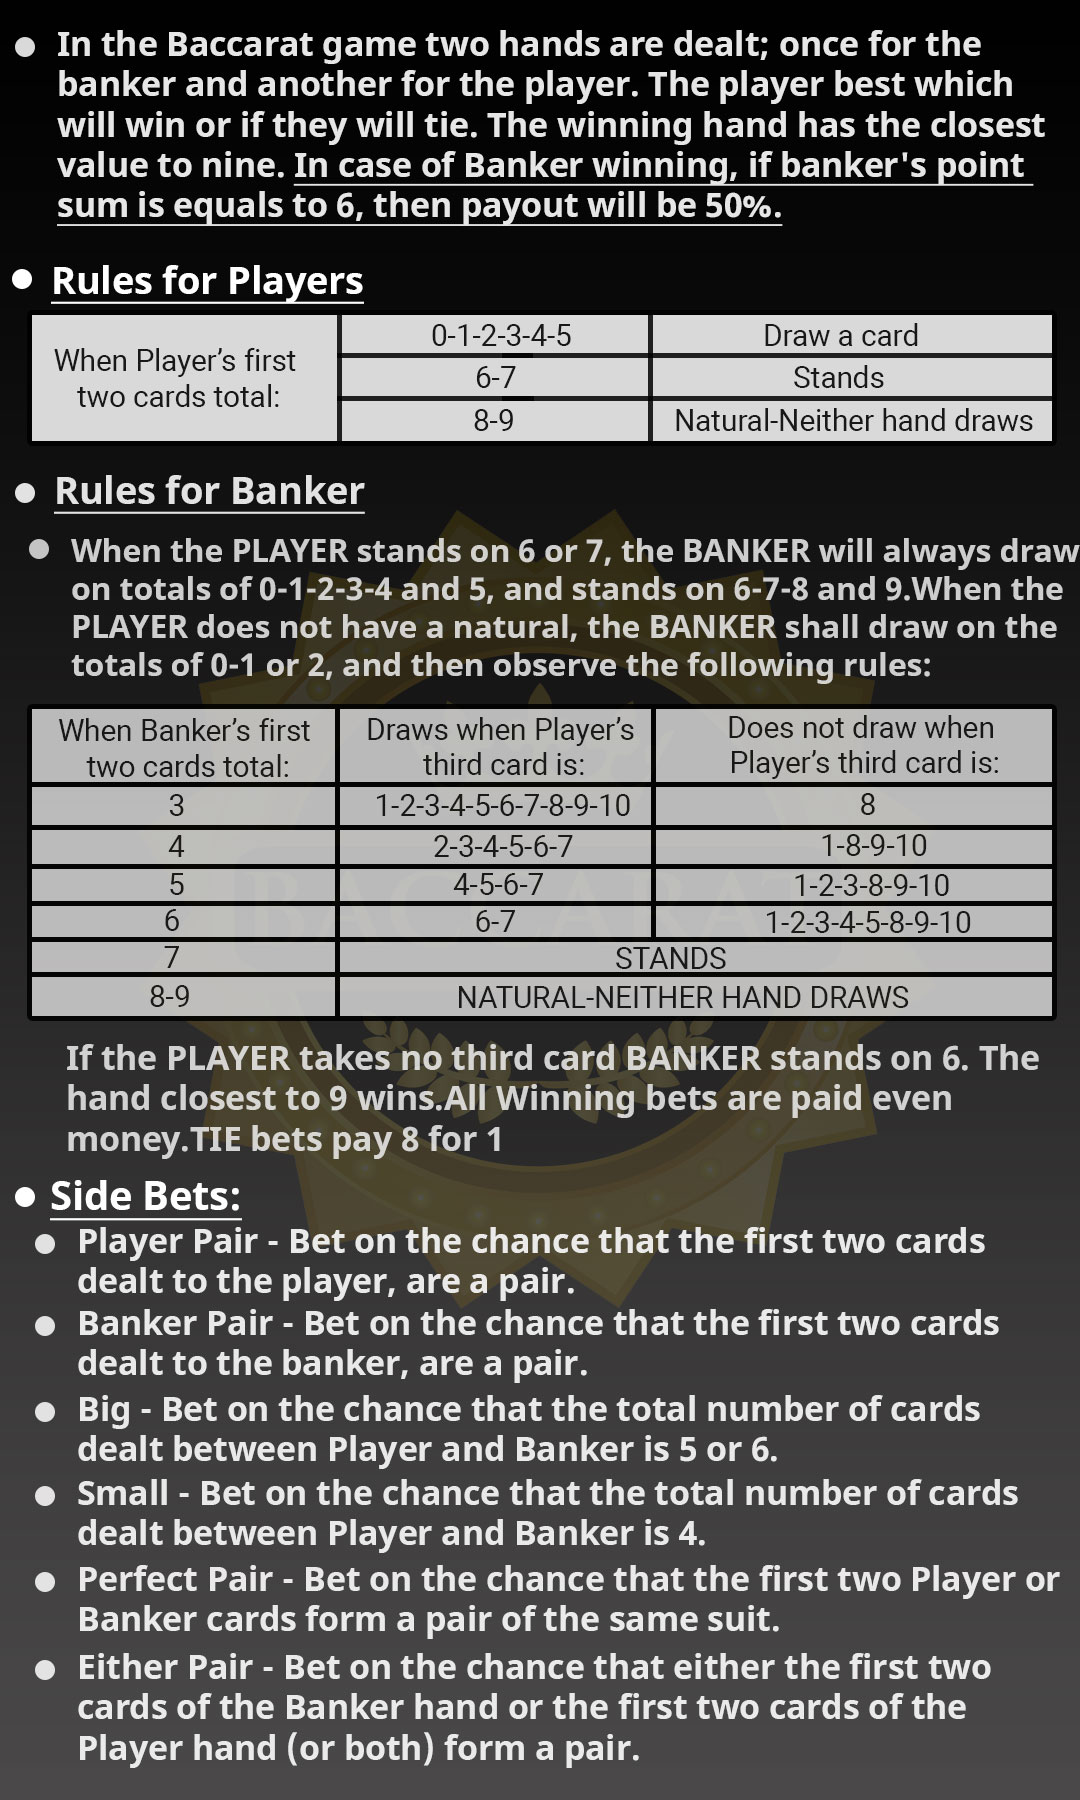 In the Baccarat game two hands are dealt; once for the
banker and another for the player. The player best which
will win or if they will tie. The winning hand has the closest
value to nine. In case of Banker winning, if banker's point
sum is equals to 6, then payout will be 50%.
Rules for Players
When Player's first
two cards total:
0-1-2-3-4-5 Draw a card
6-7 Stands
8-9 Natural-Neither hand draws
Rules for Banker
When the PLAYER stands on 6 or 7, the BANKER will always draw
on totals of 0-1-2-3-4 and 5, and stands on 6-7-8 and 9.When the
PLAYER does not have a natural, the BANKER shall draw on the
totals of 0-1 or 2, and then observe the following rules:
When Banker's first
two cards total:
Draws when Player's
third card is:
Does not draw when
Player's third card is:
3 1-2-3-4-5-6-7-8-9-10 8
4 2-3-4-5-6-7 1-8-9-10
5 4-5-6-7 1-2-3-8-9-10
6 6-7 1-2-3-4-5-8-9-10
7 STANDS
8-9 NATURAL-NEITHER HAND DRAWS
BACCARAT
If the PLAYER takes no third card BANKER stands on 6. The
hand closest to 9 wins.All Winning bets are paid even
money.TIE bets pay 8 for 1
Side Bets:
Player Pair - Bet on the chance that the first two cards
dealt to the player, are a pair.
Banker Pair - Bet on the chance that the first two cards
dealt to the banker, are a pair.
Big - Bet on the chance that the total number of cards
dealt between Player and Banker is 5 or 6.
Small - Bet on the chance that the total number of cards
dealt between Player and Banker is 4.
Perfect Pair - Bet on the chance that the first two Player or
Banker cards form a pair of the same suit.
Either Pair - Bet on the chance that either the first two
cards of the Banker hand or the first two cards of the
Player hand (or both) form a pair.